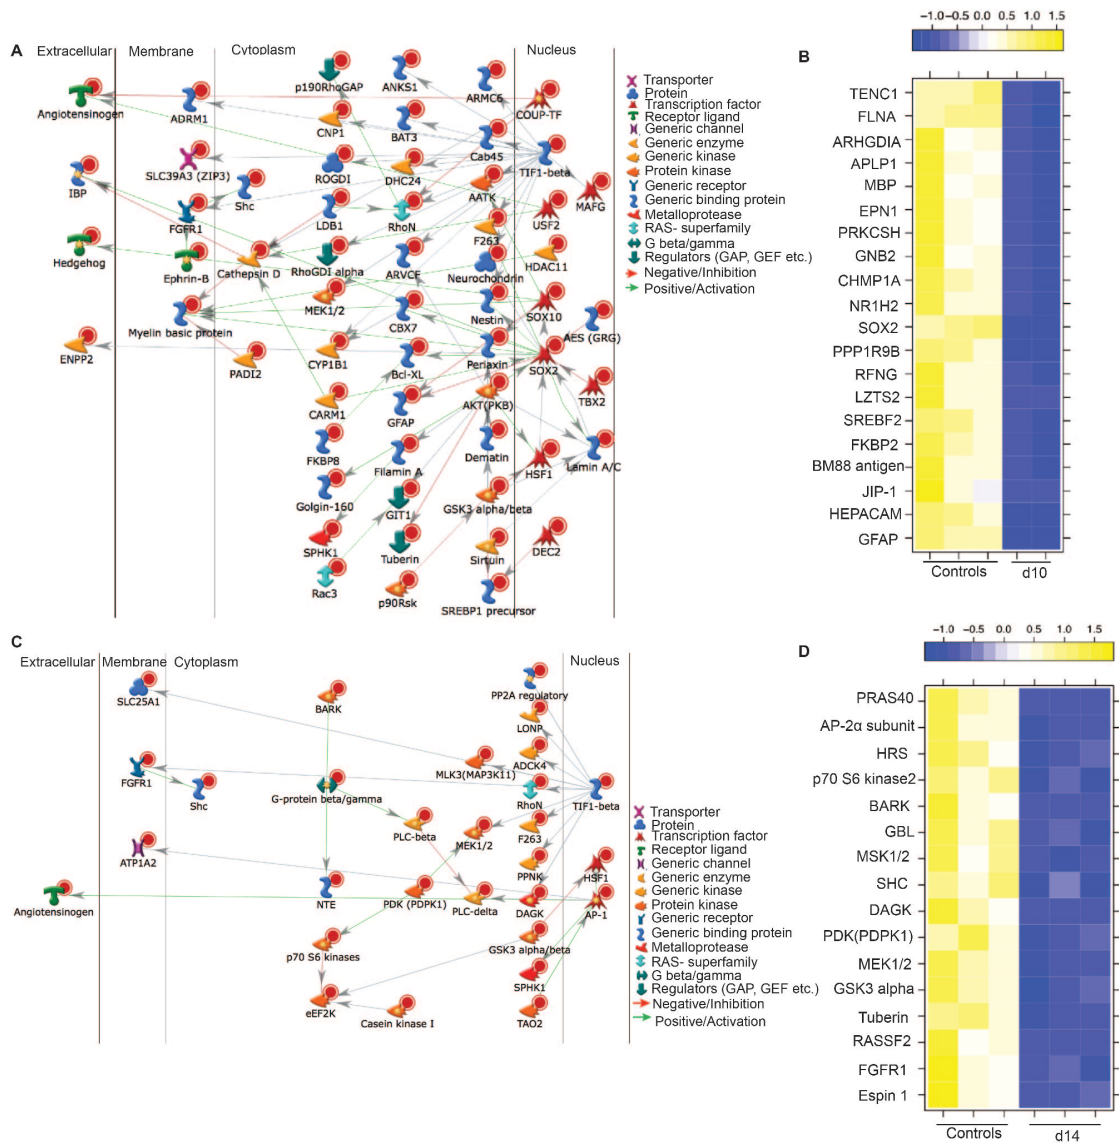 A
Extracellular
Membrane
Cytoplasm
Nucleus
Angiotensinogen
ADRM1
p190RhoGAP
ANKS1
ARMC6
COUP-TF
CNP1
BAT3
Cab45
TIF1-beta
IBP
SLC39A3 (ZIP3)
ROGDI
DHC24
AATK
MAFG
Shc
FGFR1
LDB1
RhoN
F263
USF2
Hedgehog
Ephrin-B
Cathepsin D
RhoGDI alpha
ARVCF
Neurochondrin
HDAC11
MEK1/2
Nestin
SOX10
Myelin basic protein
CBX7
AES (GRG)
ENPP2
PADI2
CYP1B1
Bcl-XL
Periaxin
SOX2
CARM1
GFAP
AKT(PKB)
TBX2
FKBP8
Filamin A
Dematin
HSF1
Lamin A/C
Golgin-160
GIT1
GSK3 alpha/beta
SPHK1
Tuberin
Sirtuin
DEC2
Rac3
p90Rsk
SREBP1 precursor
Transporter
Protein
Transcription factor
Receptor ligand
Generic channel
Generic enzyme
Generic kinase
Protein kinase
Generic receptor
Generic binding protein
Metalloprotease
RAS- superfamily
G beta/gamma
Regulators (GAP, GEF etc.)
Negative/Inhibition
Positive/Activation
B
-1.0 -0.5 0.0 0.5 1.0 1.5
TENC1
FLNA
ARHGDIA
APLP1
MBP
EPN1
PRKCSH
GNB2
CHMP1A
NR1H2
SOX2
PPP1R9B
RFNG
LZTS2
SREBF2
FKBP2
BM88 antigen
JIP-1
HEPACAM
GFAP
Controls
d10
C
Extracellular
Membrane
Cytoplasm
Nucleus
SLC25A1
BARK
PP2A regulatory
LONP
ADCK4
MLK3(MAP3K11)
FGFR1
Shc
G-protein beta/gamma
RhoN
TIF1-beta
PLC-beta
MEK1/2
F263
ATP1A2
PPNK
HSF1
Angiotensinogen
NTE
PDK (PDPK1)
PLC-delta
DAGK
AP-1
p70 S6 kinases
GSK3 alpha/beta
SPHK1
eEF2K
Casein kinase I
TAO2
Transporter
Protein
Transcription factor
Receptor ligand
Generic channel
Generic enzyme
Generic kinase
Protein kinase
Generic receptor
Generic binding protein
Metalloprotease
RAS- superfamily
G beta/gamma
Regulators (GAP, GEF etc.)
Negative/Inhibition
Positive/Activation
D
-1.0 0.0 0.5 1.0 1.5
PRAS40
AP-2α subunit
HRS
p70 S6 kinase2
BARK
GBL
MSK1/2
SHC
DAGK
PDK(PDPK1)
MEK1/2
GSK3 alpha
Tuberin
RASSF2
FGFR1
Espin 1
Controls
d14